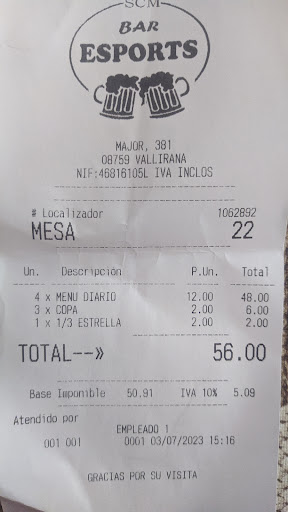 SCM
BAR
ESPORTS
MAJOR, 381
08759 VALLIRANA
NIF:46816105L IVA INCLOS
# Localizador 1062892
MESA 22
Un. Descripción P.Un. Total
4 x MENU DIARIO 12.00 48.00
3 x COPA 2.00 6.00
1 x 1/3 ESTRELLA 2.00 2.00
TOTAL--» 56.00
Base Imponible 50.91 IVA 10% 5.09
Atendido por EMPLEADO 1
001 001 0001 03/07/2023 15:16
GRACIAS POR SU VISITA